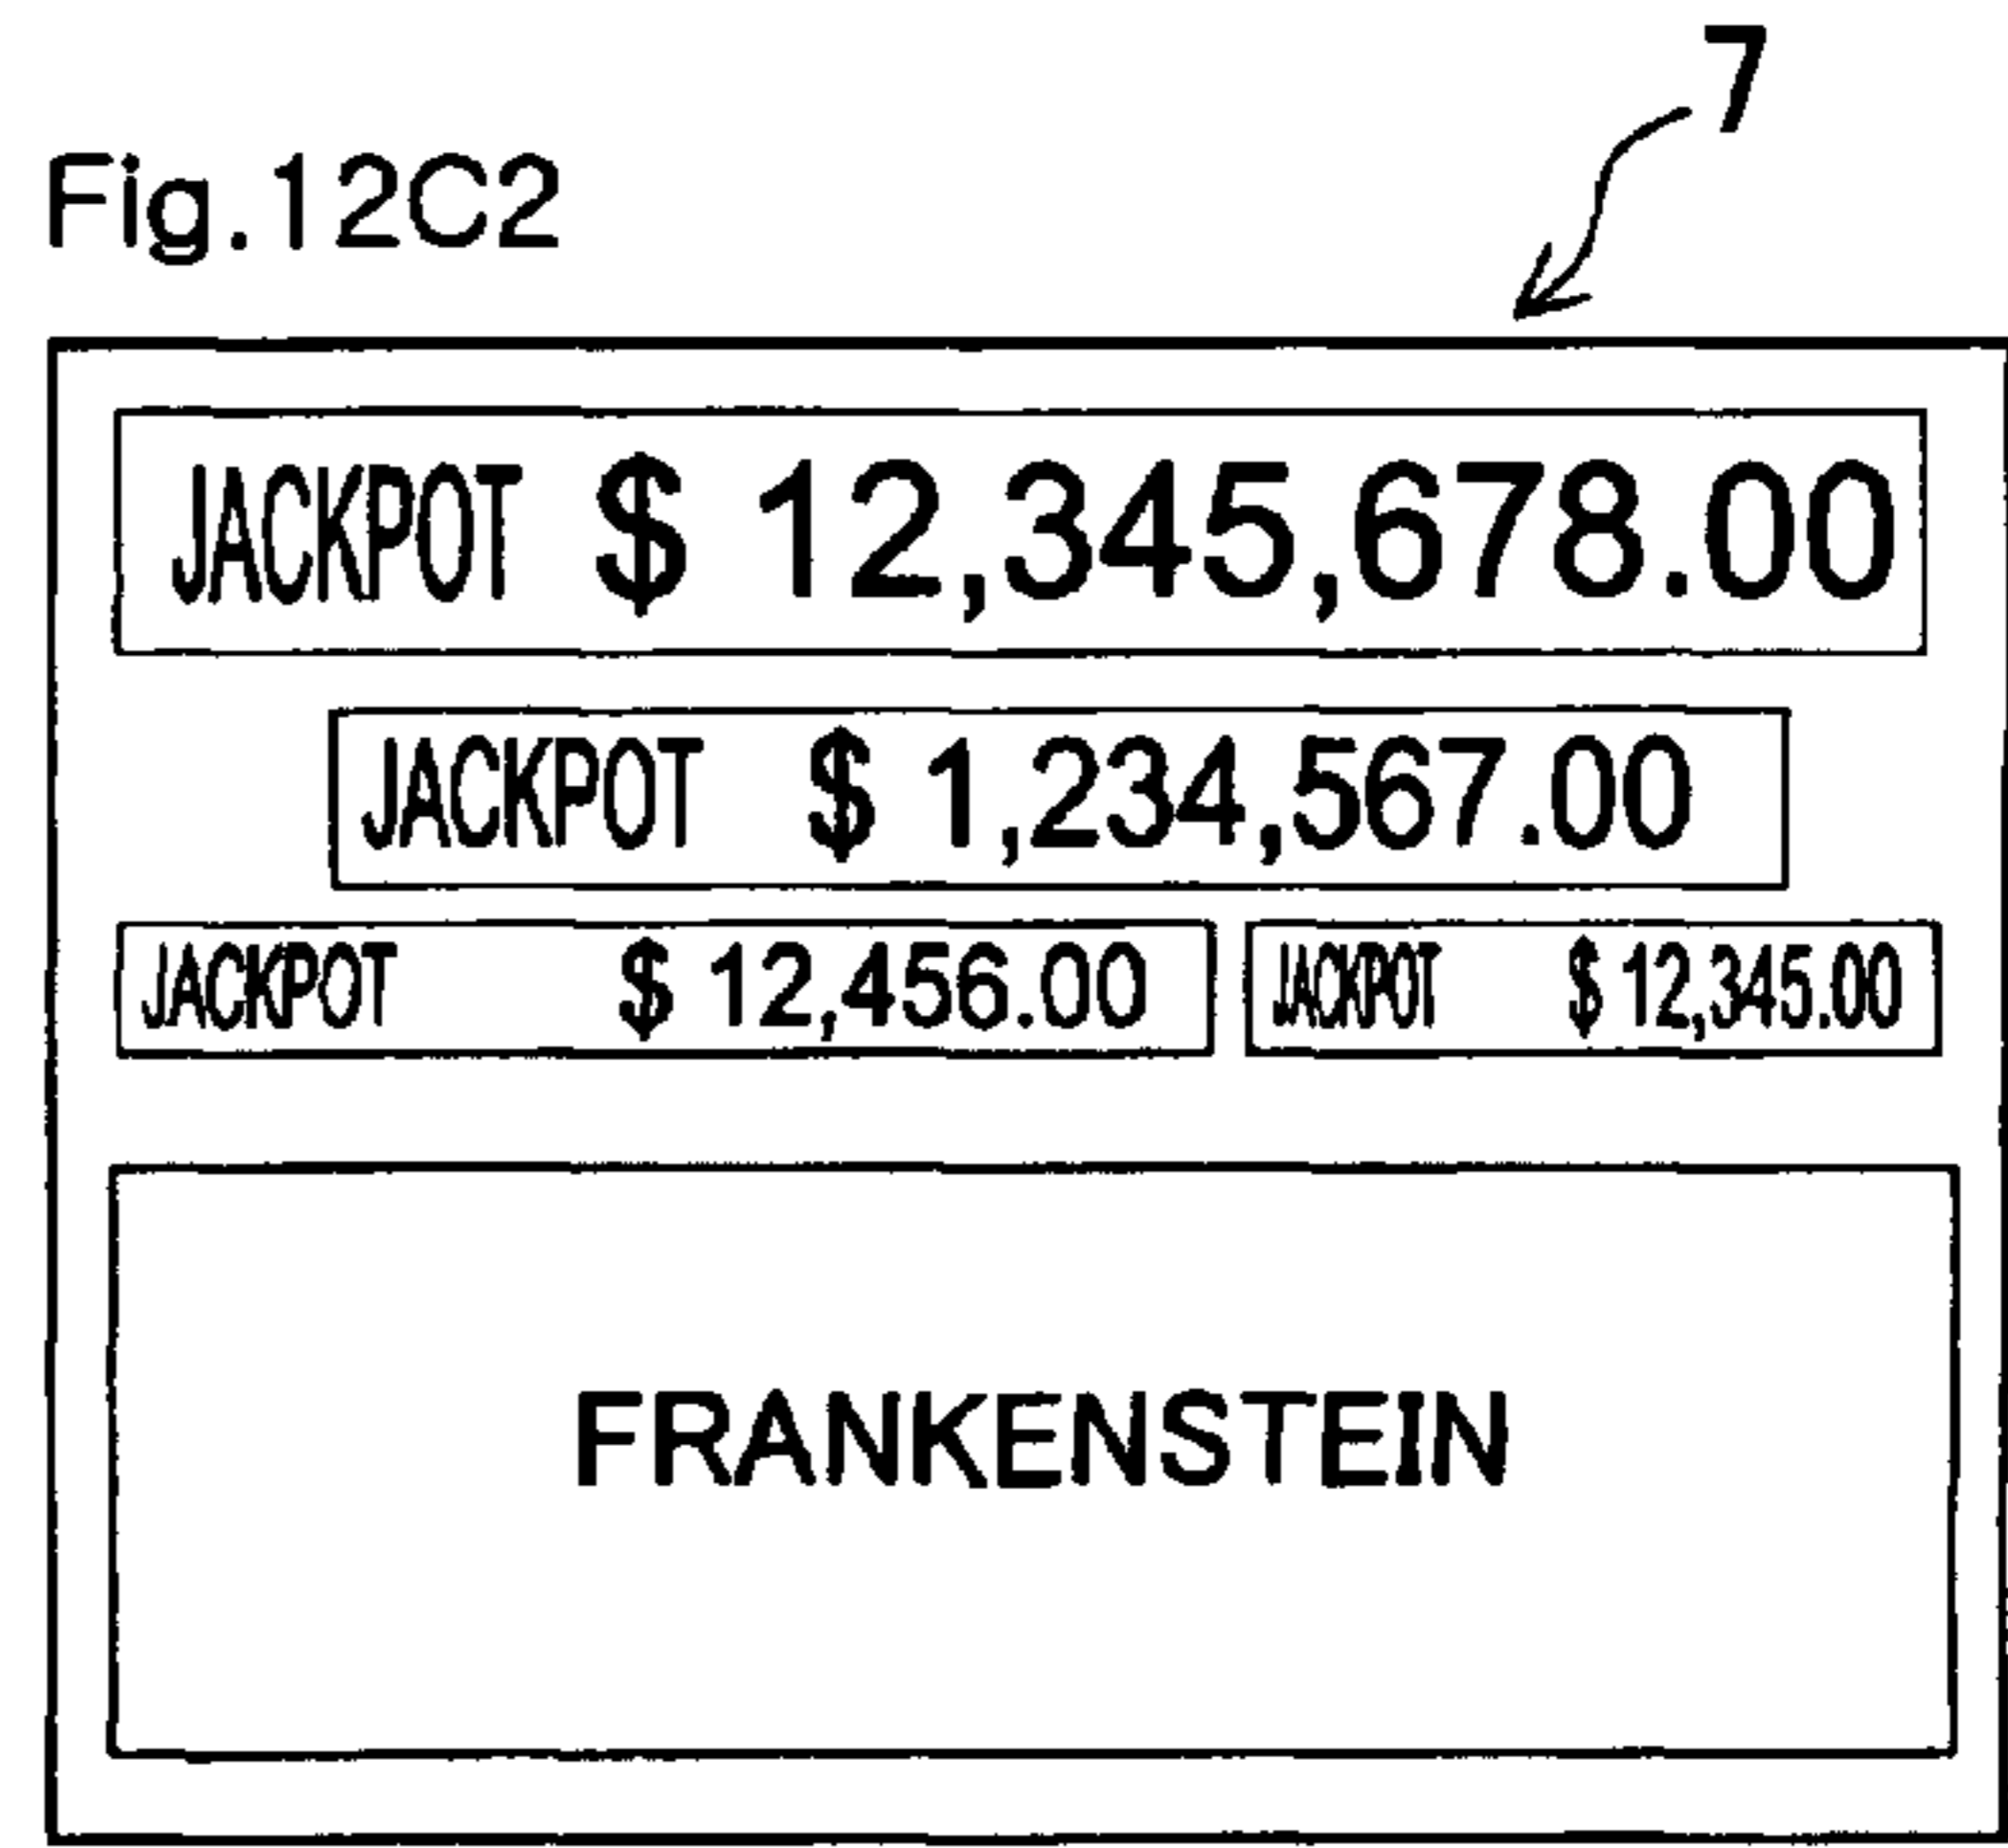 7
Fig.12C2
JACKPOT $ 12,345,678.00
JACKPOT $ 1,234,567.00
JACKPOT $ 12,456.00 JACKPOT $ 12,345.00
FRANKENSTEIN